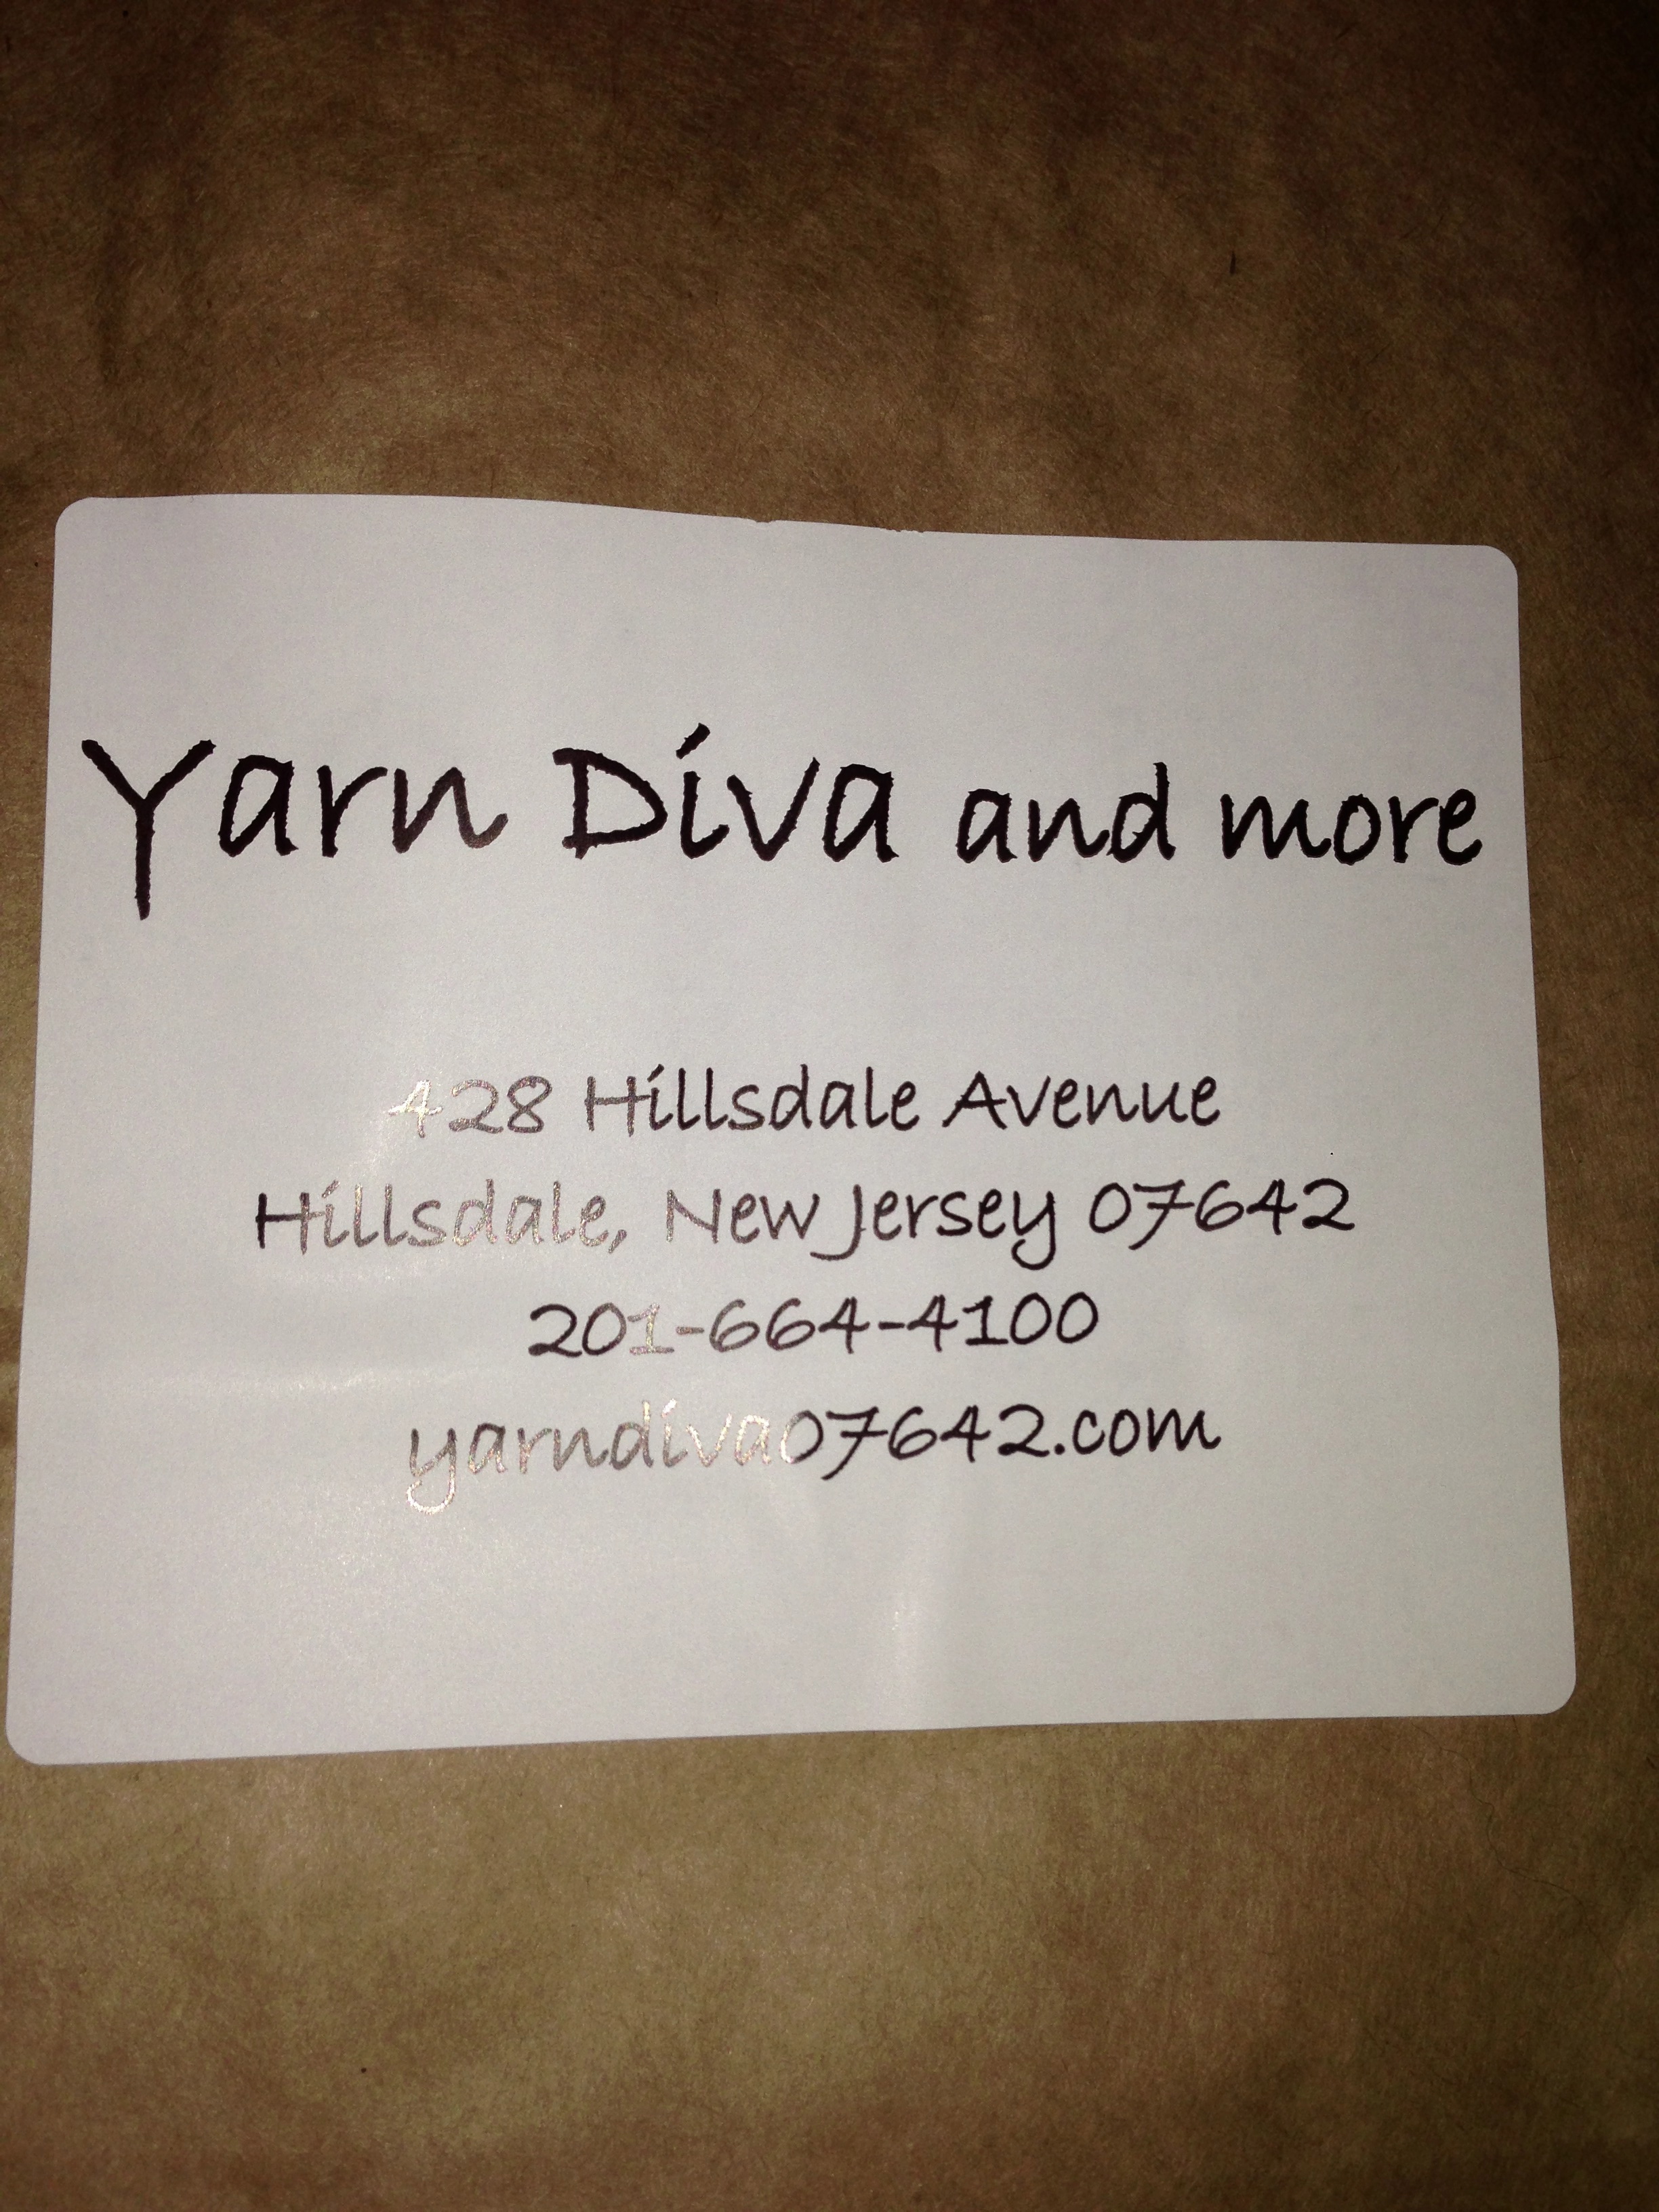 Yarn Diva and more
428 Hillsdale Avenue
Hillsdale, New Jersey 07642
201-664-4100
yarndiva07642.com